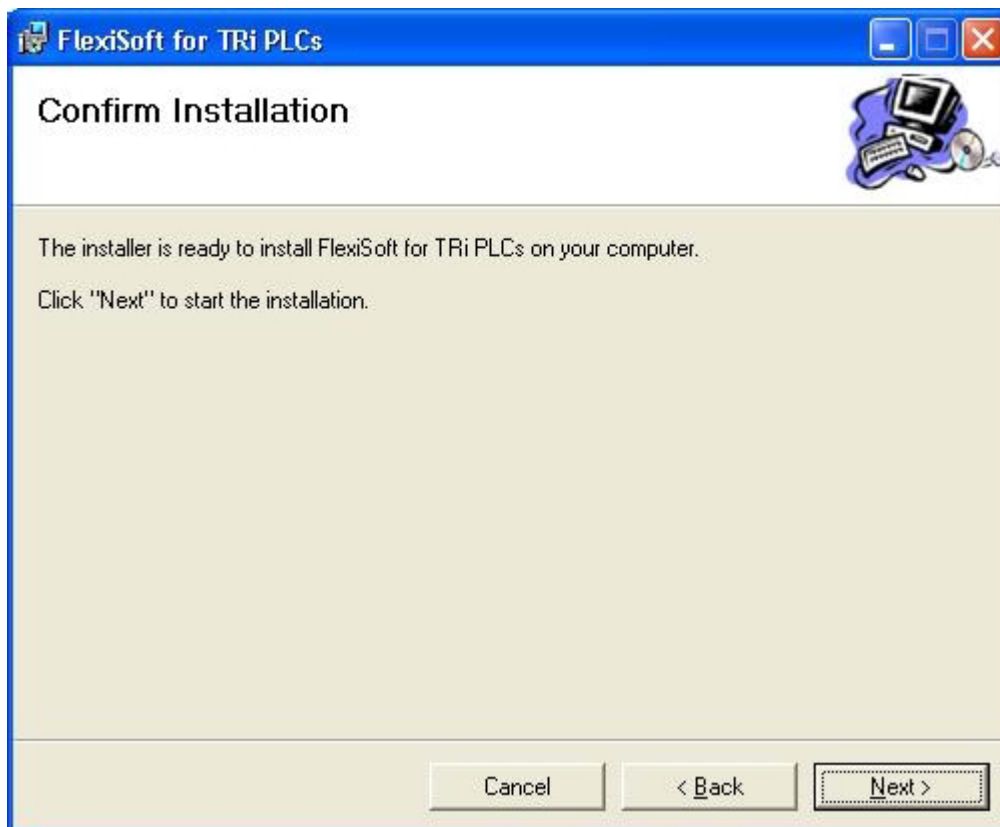 FlexiSoft for TRi PLCs
Confirm Installation
The installer is ready to install FlexiSoft for TRi PLCs on your computer.
Click "Next" to start the installation.
Cancel
< Back
Next >